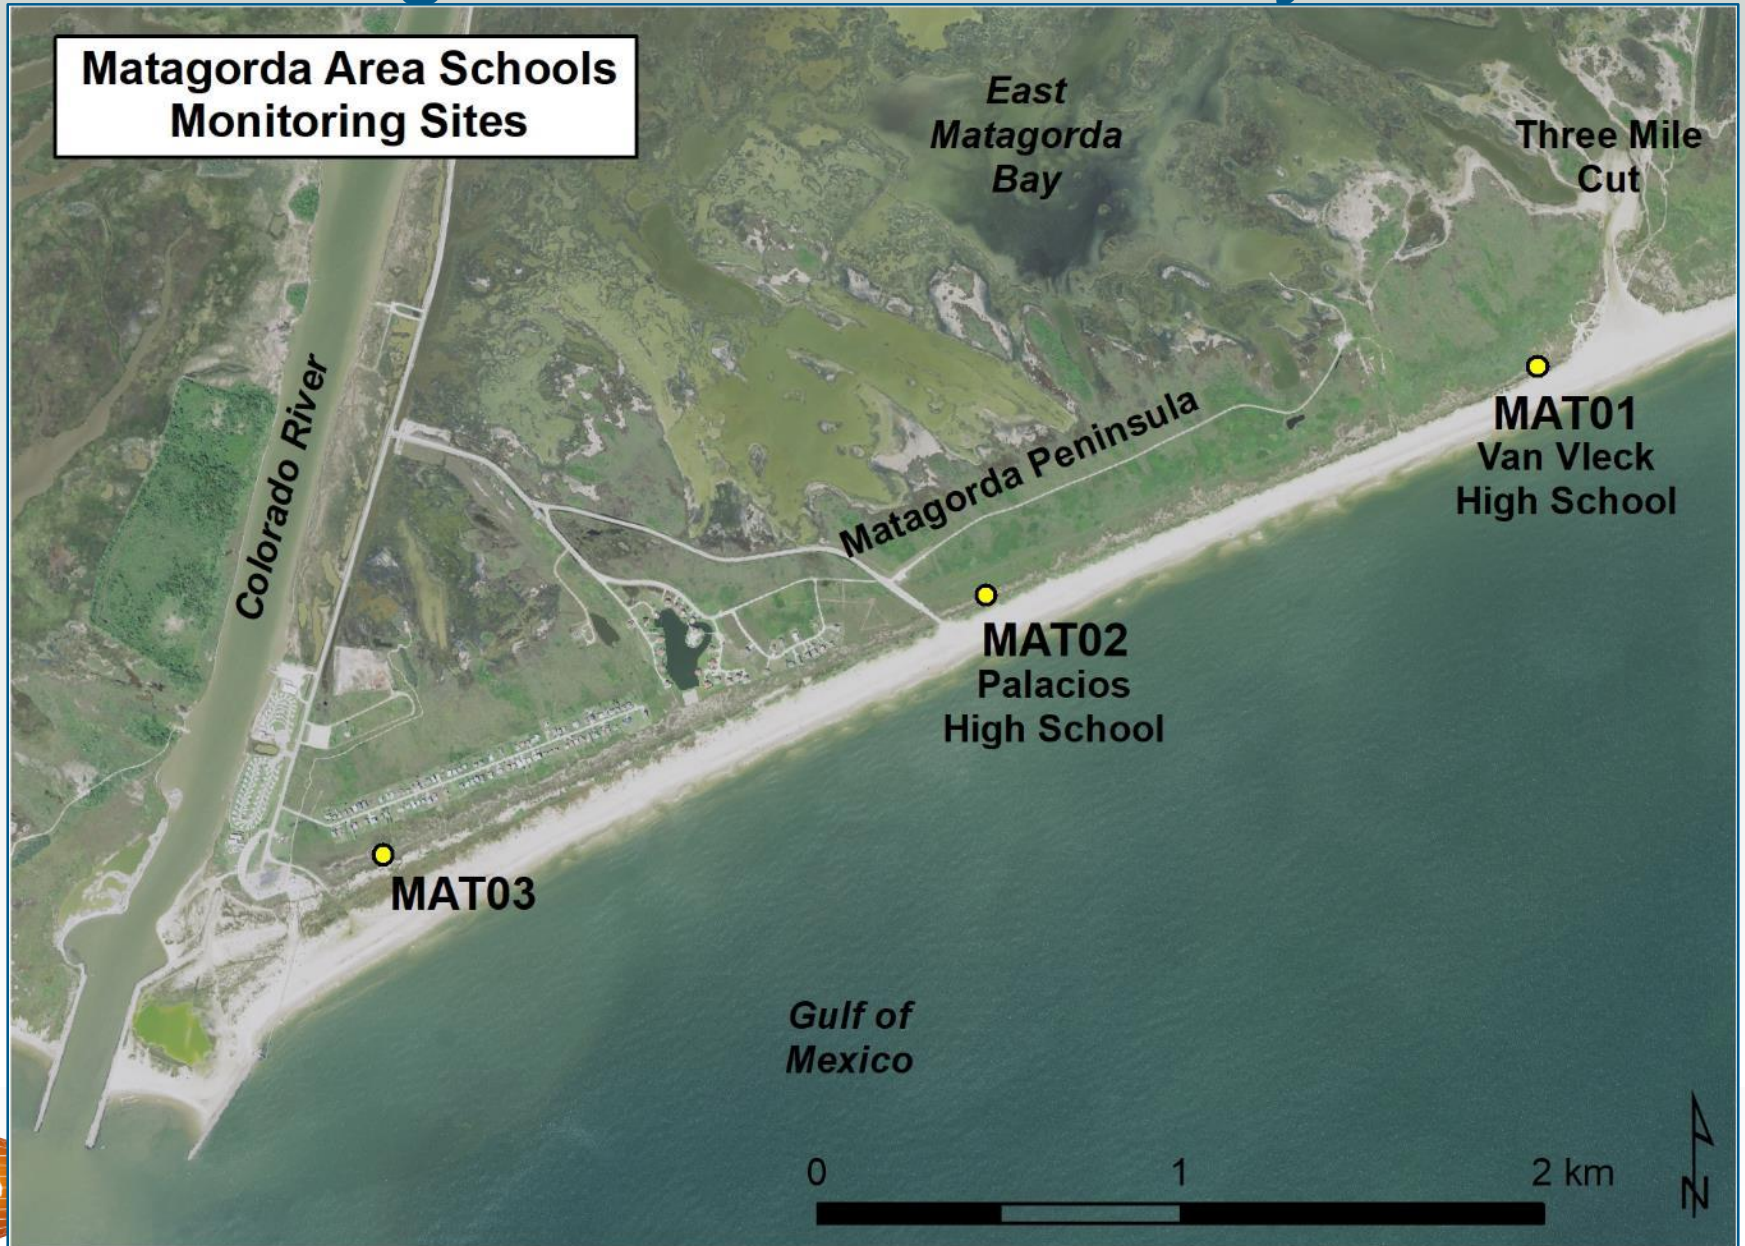 Matagorda Area Schools
Monitoring Sites
East
Matagorda
Bay
Three Mile
Cut
Colorado River
Matagorda Peninsula
MAT01
Van Vleck
High School
MAT02
Palacios
High School
MAT03
Gulf of
Mexico
0 1 2 km
N